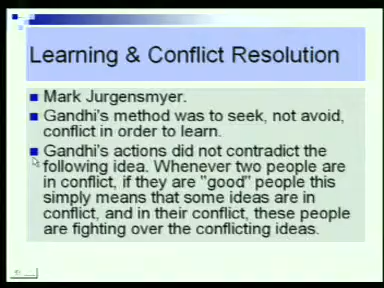 Learning & Conflict Resolution
Mark Jurgensmyer.
Gandhi's method was to seek, not avoid,
conflict in order to learn.
Gandhi's actions did not contradict the
following idea. Whenever two people are
in conflict, if they are "good" people this
simply means that some ideas are in
conflict, and in their conflict, these people
are fighting over the conflicting ideas.